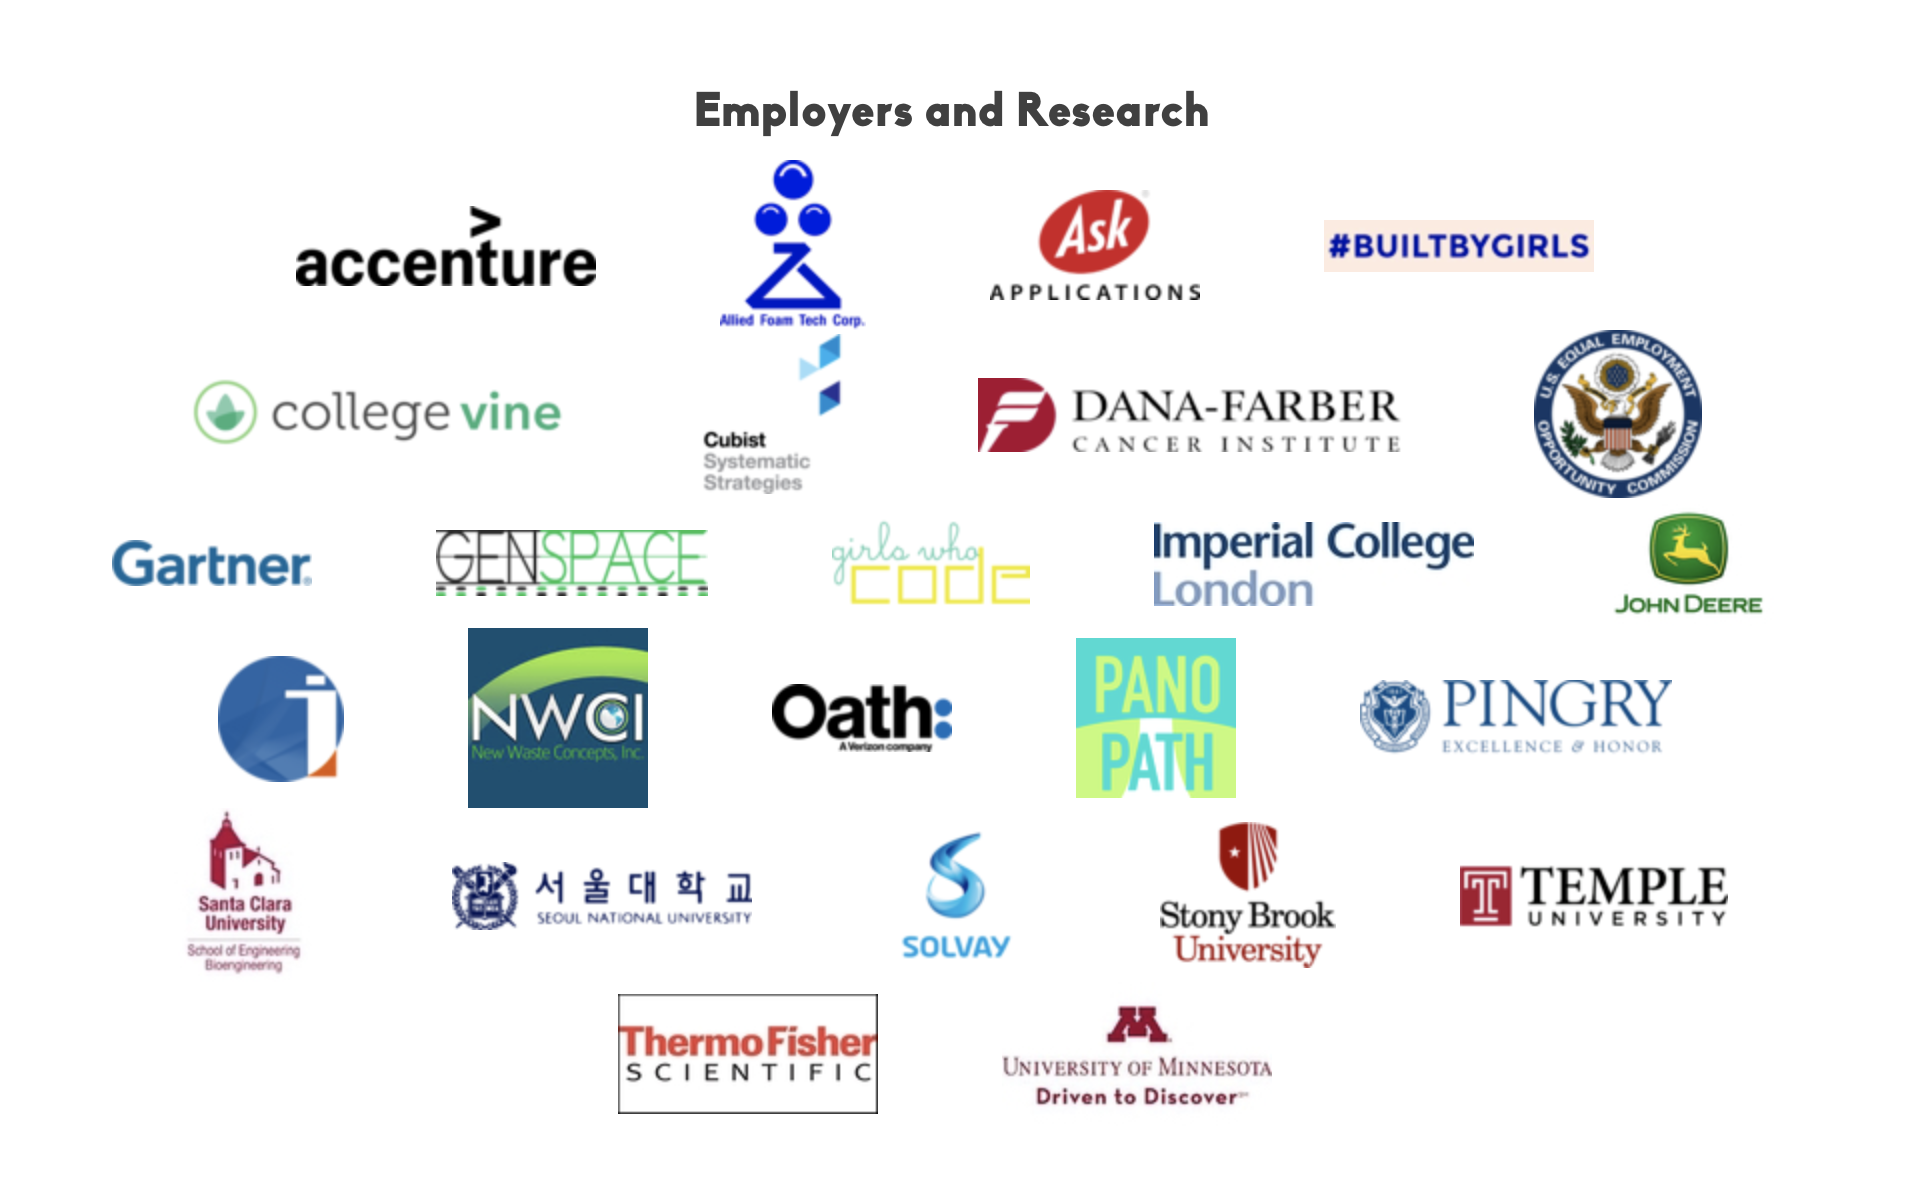 Employers and Research
accenture
Allied Foam Tech Corp.
Ask
APPLICATIONS
#BUILTBYGIRLS
college vine
Cubist
Systematic
Strategies
DANA-FARBER
CANCER INSTITUTE
U.S. EQUAL EMPLOYMENT
OPPORTUNITY COMMISSION
Gartner®
GENSPACE
girls who
code
Imperial College
London
JOHN DEERE
NWCI
New Waste Concepts, Inc.
Oath:
A Verizon company
PANO
PATH
PINGRY
EXCELLENCE & HONOR
Santa Clara
University
School of Engineering
Bioengineering
서울대학교
SEOUL NATIONAL UNIVERSITY
SOLVAY
Stony Brook
University
T TEMPLE
UNIVERSITY
ThermoFisher
SCIENTIFIC
M
UNIVERSITY OF MINNESOTA
Driven to Discover℠